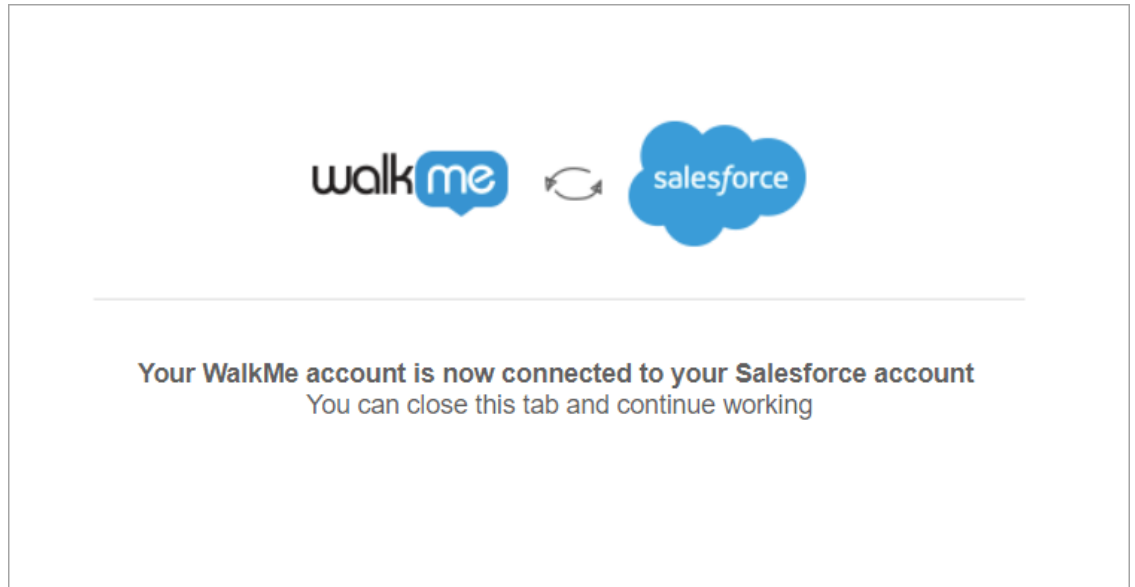 walkme salesforce
Your WalkMe account is now connected to your Salesforce account
You can close this tab and continue working